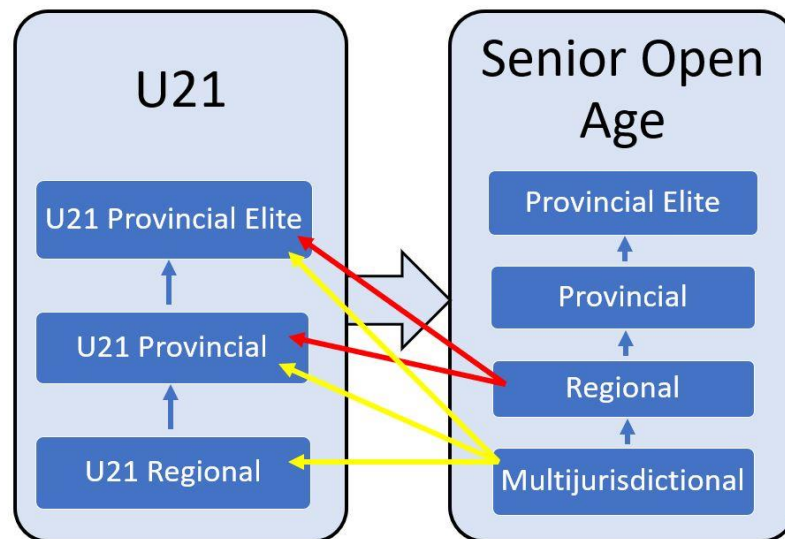 U21
U21 Provincial Elite
U21 Provincial
U21 Regional
Senior Open
Age
Provincial Elite
Provincial
Regional
Multijurisdictional